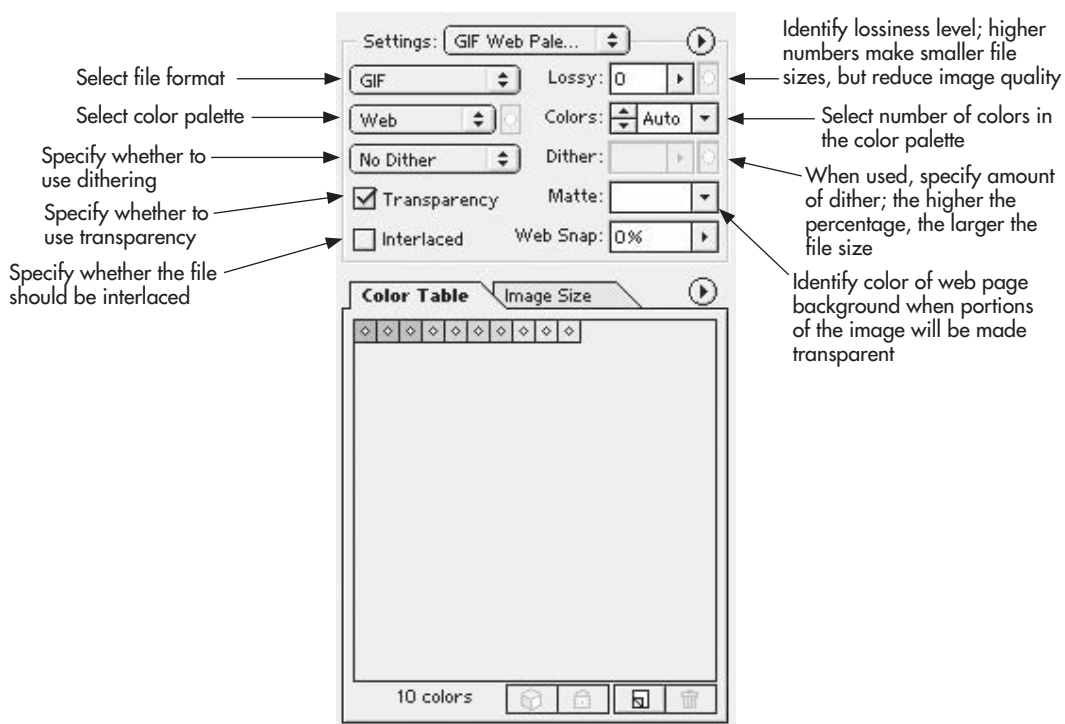 Settings: GIF Web Pale...
GIF
Lossy: 0
Web
Colors: Auto
No Dither
Dither:
Transparency
Matte:
Interlaced
Web Snap: 0%
Color Table
Image Size
10 colors
Select file format
Select color palette
Specify whether to
use dithering
Specify whether to
use transparency
Specify whether the file
should be interlaced
Identify lossiness level; higher
numbers make smaller file
sizes, but reduce image quality
Select number of colors in
the color palette
When used, specify amount
of dither; the higher the
percentage, the larger the
file size
Identify color of web page
background when portions
of the image will be made
transparent